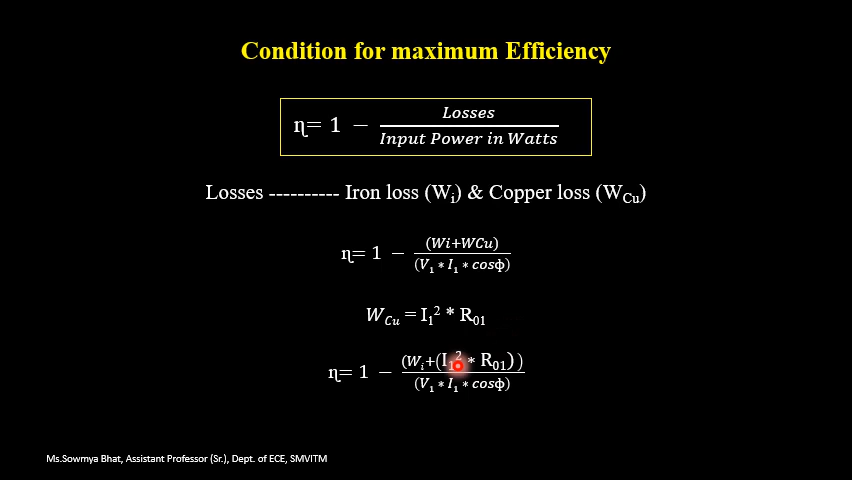 Condition for maximum Efficiency
η= 1 − Losses / Input Power in Watts
Losses ---------- Iron loss (Wᵢ) & Copper loss (W_Cu)
η= 1 − (Wi+WCu) / (V₁ * I₁ * cosφ)
W_Cu = I₁² * R₀₁
η= 1 − (Wᵢ+(I₁² * R₀₁) ) / (V₁ * I₁ * cosφ)
Ms.Sowmya Bhat, Assistant Professor (Sr.), Dept. of ECE, SMVITM